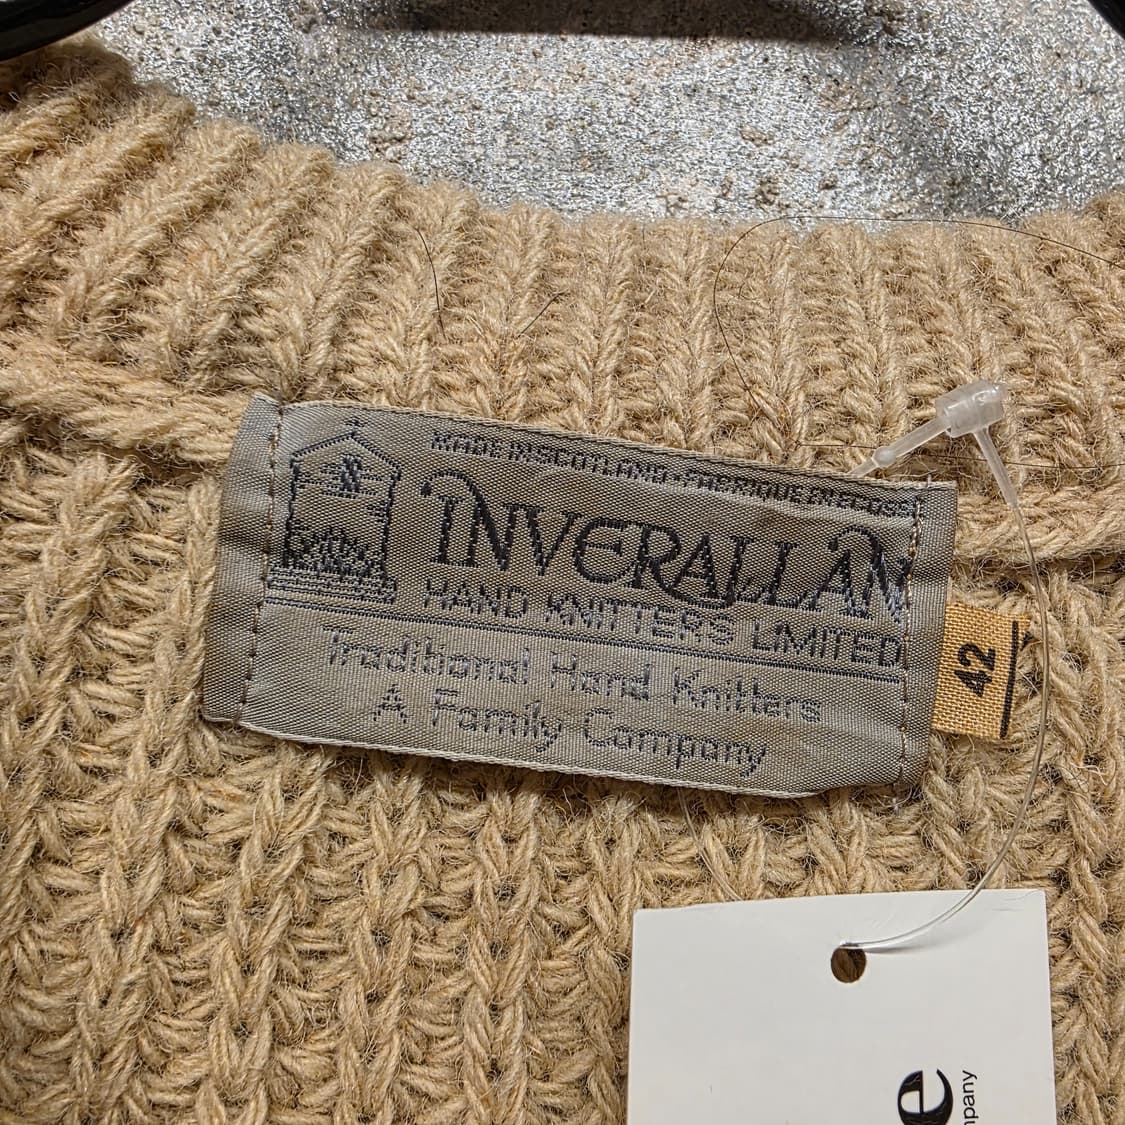 MADE IN SCOTLAND • FABRIQUE EN ECOSSE
INVERALLAN
HAND KNITTERS LIMITED
Traditional Hand Knitters
A Family Company
42